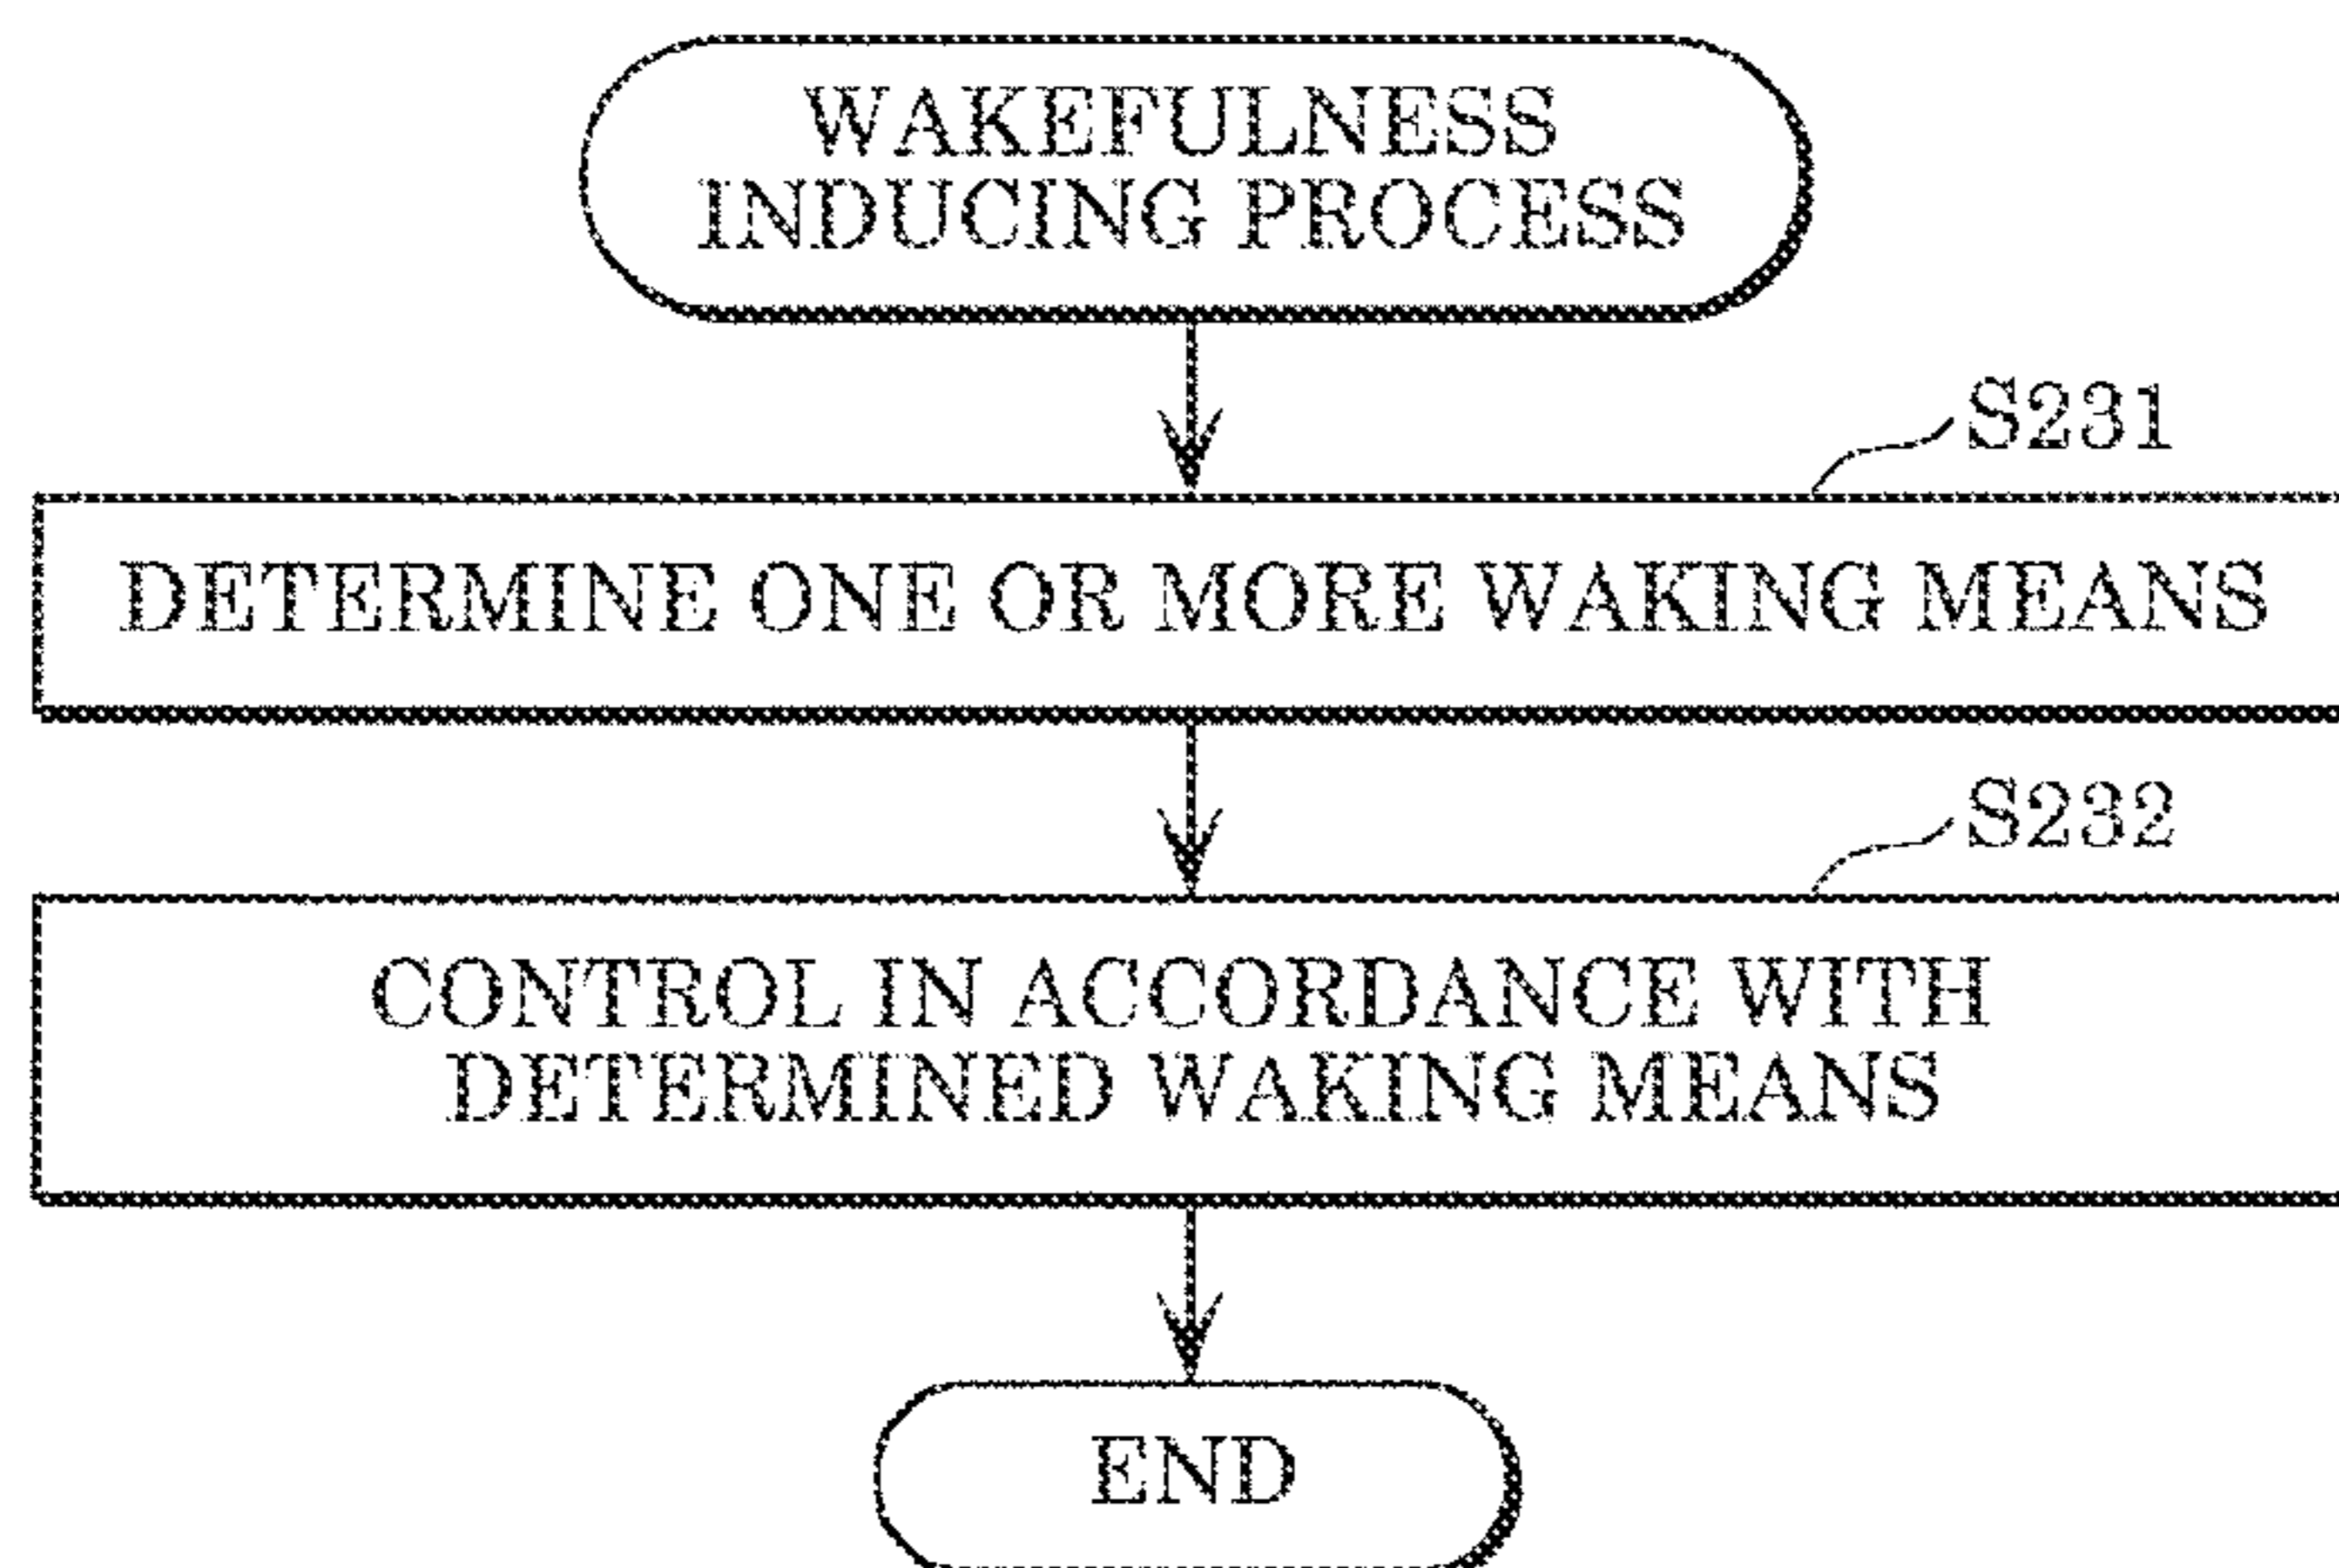 WAKEFULNESS
INDUCING PROCESS
S231
DETERMINE ONE OR MORE WAKING MEANS
S232
CONTROL IN ACCORDANCE WITH
DETERMINED WAKING MEANS
END